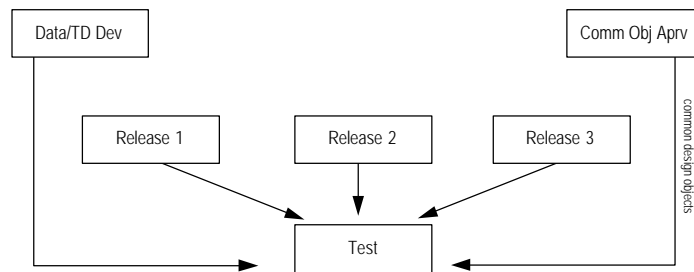 Data/TD Dev
Comm Obj Aprv
common design objects
Release 1
Release 2
Release 3
Test